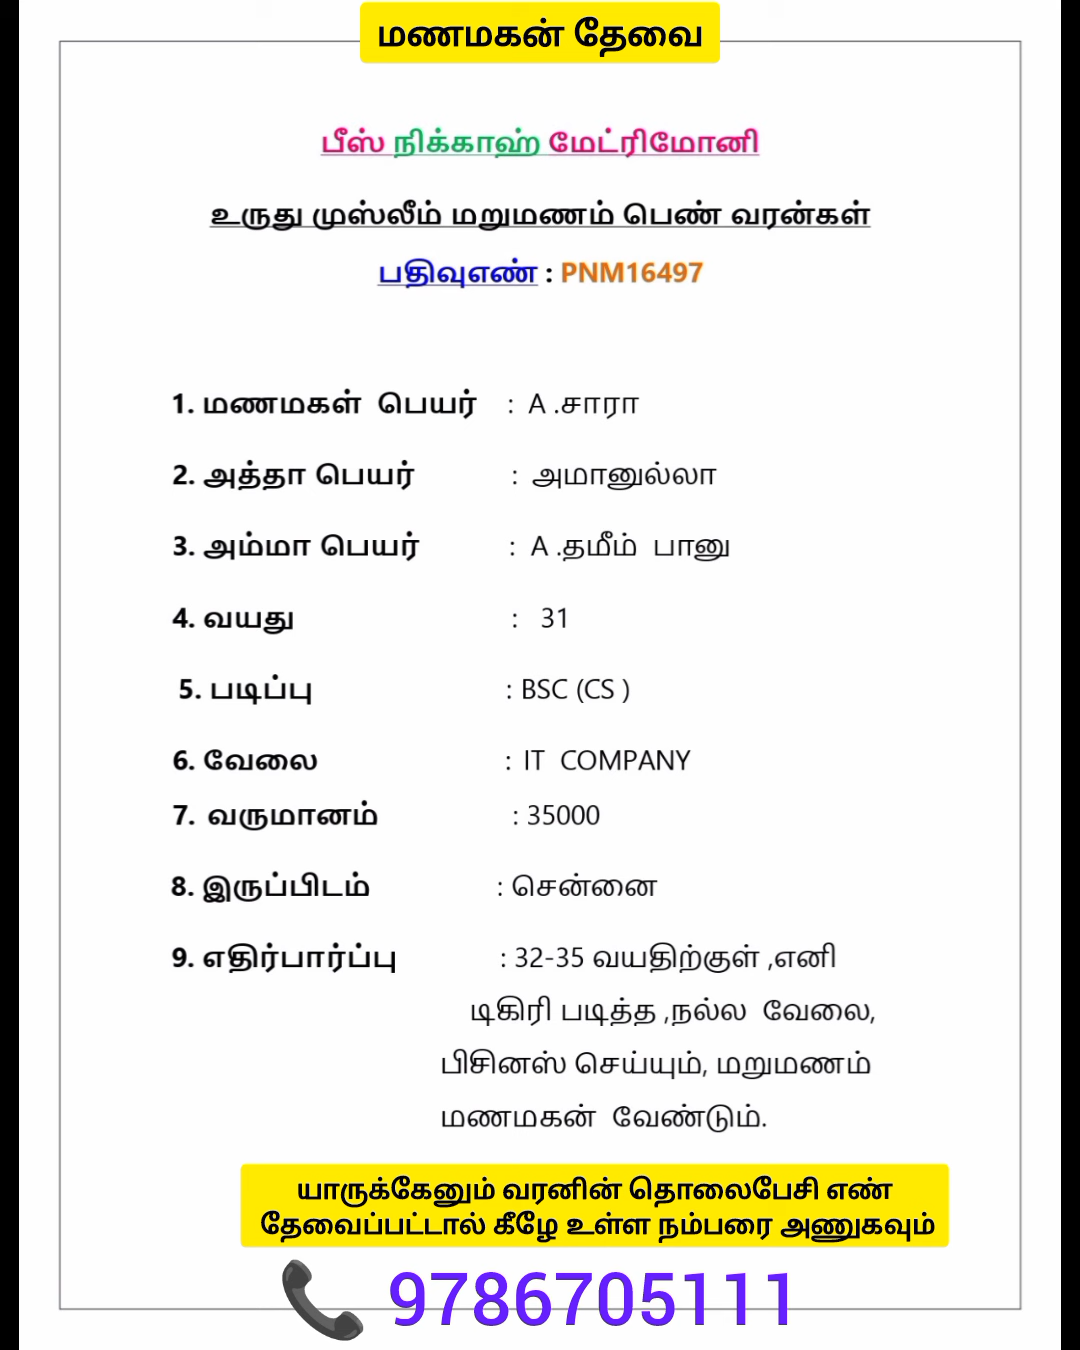 மணமகன் தேவை
பீஸ் நிக்காஹ் மேட்ரிமோனி
உருது முஸ்லீம் மறுமணம் பெண் வரன்கள்
பதிவுஎண் : PNM16497
1. மணமகள் பெயர் : A .சாரா
2. அத்தா பெயர் : அமானுல்லா
3. அம்மா பெயர் : A .தமீம் பானு
4. வயது : 31
5. படிப்பு : BSC (CS )
6. வேலை : IT COMPANY
7. வருமானம் : 35000
8. இருப்பிடம் : சென்னை
9. எதிர்பார்ப்பு : 32-35 வயதிற்குள் ,எனி
டிகிரி படித்த ,நல்ல வேலை,
பிசினஸ் செய்யும், மறுமணம்
மணமகன் வேண்டும்.
யாருக்கேனும் வரனின் தொலைபேசி எண்
தேவைப்பட்டால் கீழே உள்ள நம்பரை அணுகவும்
9786705111